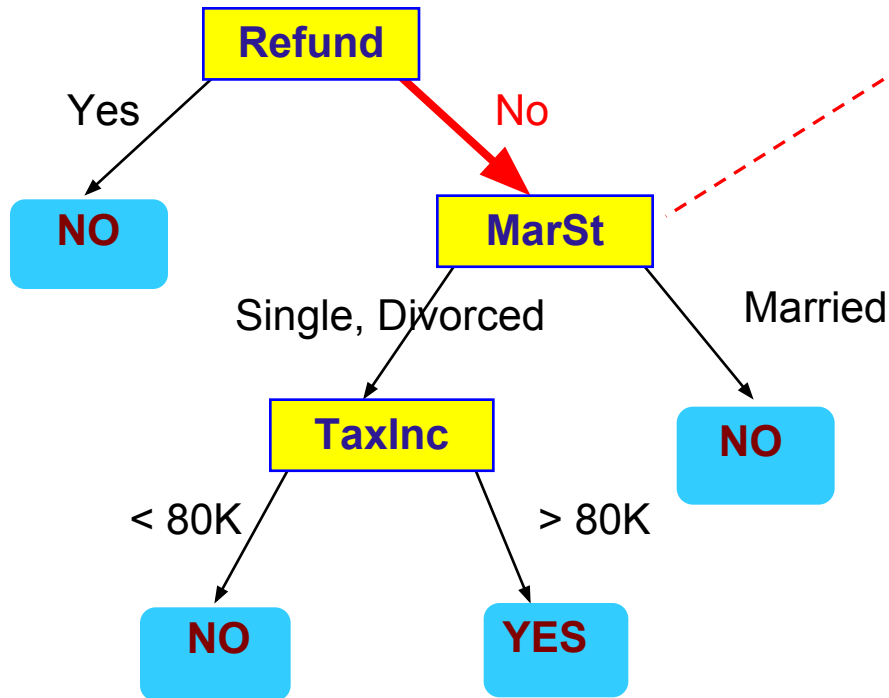 Refund
Yes
No
NO
MarSt
Single, Divorced
Married
TaxInc
NO
< 80K
> 80K
NO
YES